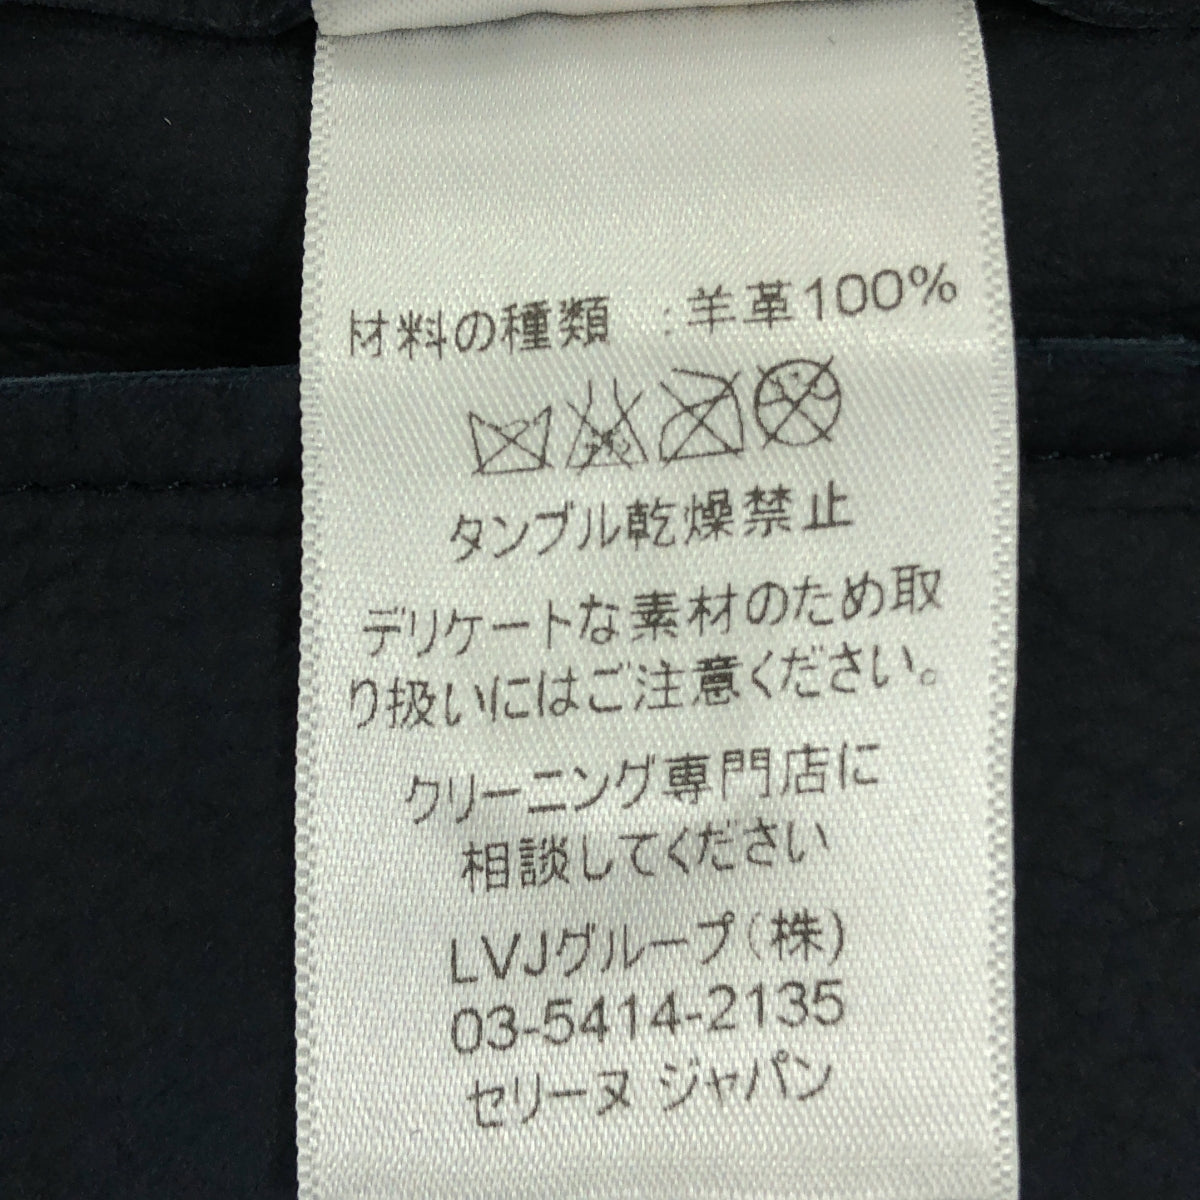 材料の種類 :羊革100%
タンブル乾燥禁止
デリケートな素材のため取
り扱いにはご注意ください。
クリーニング専門店に
相談してください
LVJグループ(株)
03-5414-2135
セリーヌ ジャパン